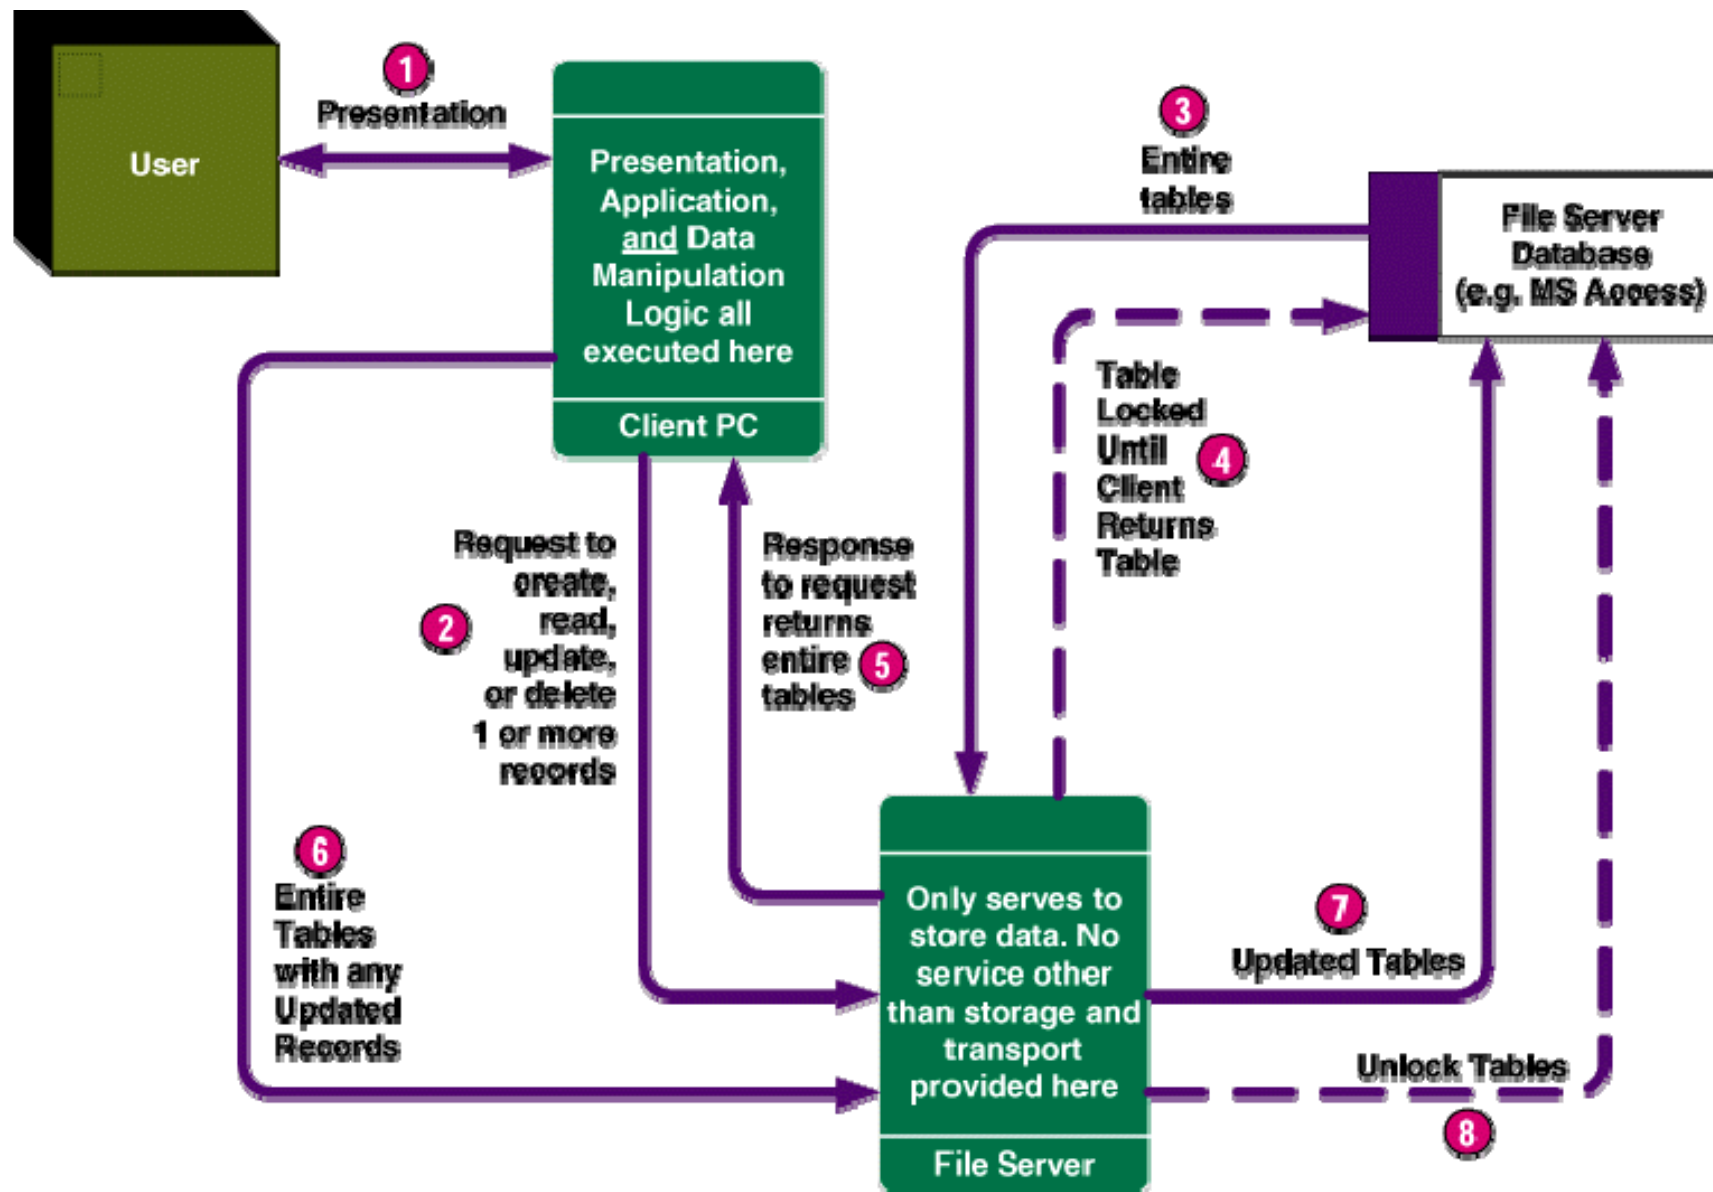 User
1
Presentation
Presentation,
Application,
and Data
Manipulation
Logic all
executed here
Client PC
3
Entire
tables
File Server
Database
(e.g. MS Access)
Table
Locked
Until
Client
Returns
Table
4
2
Request to
create,
read,
update,
or delete
1 or more
records
Response
to request
returns
entire
tables
5
6
Entire
Tables
with any
Updated
Records
Only serves to
store data. No
service other
than storage and
transport
provided here
File Server
7
Updated Tables
Unlock Tables
8